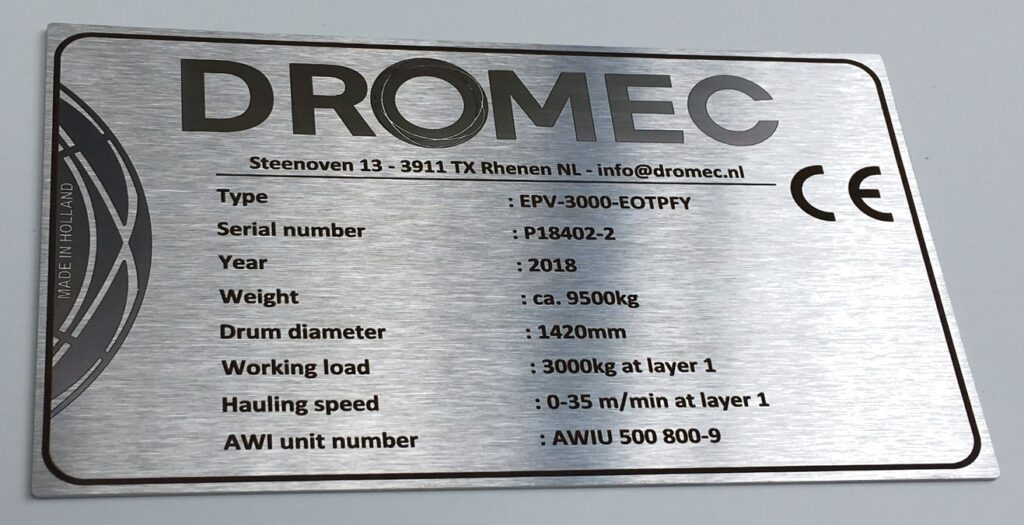 DROMEC
Steenoven 13 - 3911 TX Rhenen NL - info@dromec.nl
CE
Type : EPV-3000-EOTPFY
Serial number : P18402-2
Year : 2018
Weight : ca. 9500kg
Drum diameter : 1420mm
Working load : 3000kg at layer 1
Hauling speed : 0-35 m/min at layer 1
AWI unit number : AWIU 500 800-9
MADE IN HOLLAND